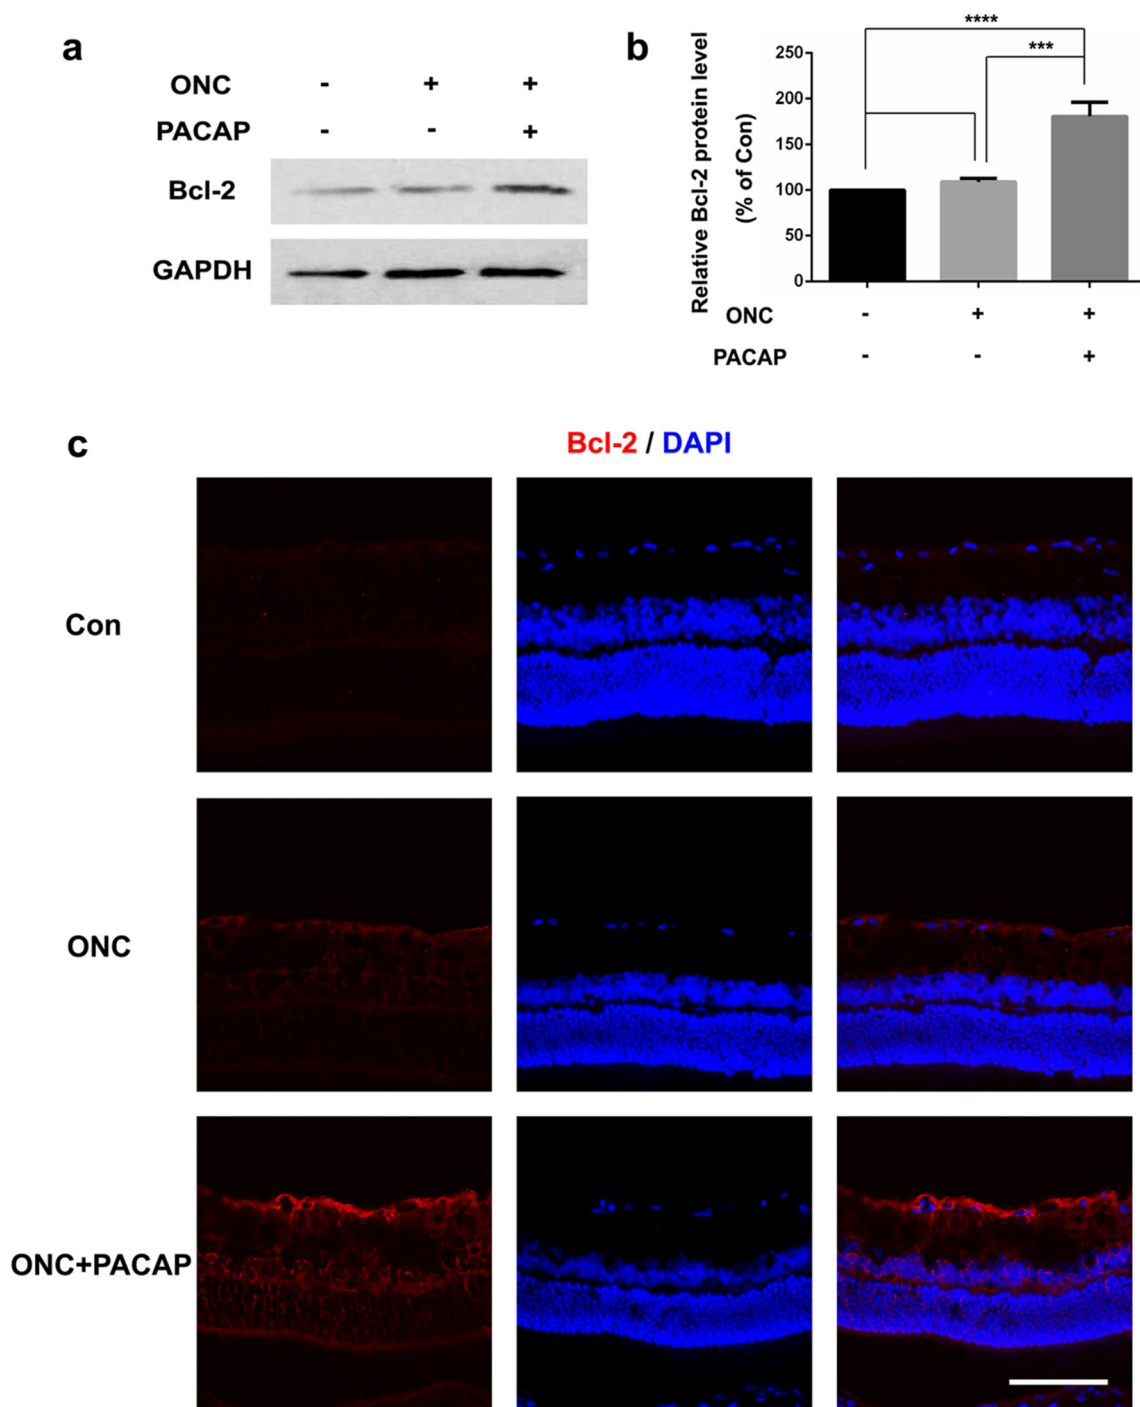 a
ONC - + +
PACAP - - +
Bcl-2
GAPDH
b
****
***
Relative Bcl-2 protein level
(% of Con)
250
200
150
100
50
0
ONC - + +
PACAP - - +
c
Bcl-2 / DAPI
Con
ONC
ONC+PACAP